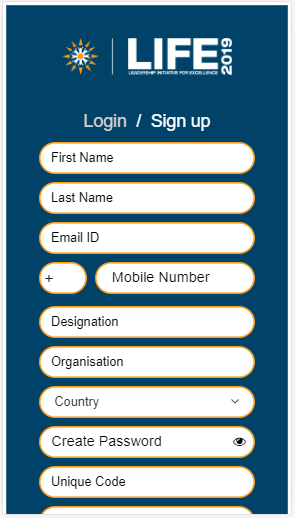 LIFE 2019
LEADERSHIP INITIATIVE FOR EXCELLENCE
Login / Sign up
First Name
Last Name
Email ID
+ Mobile Number
Designation
Organisation
Country
Create Password
Unique Code